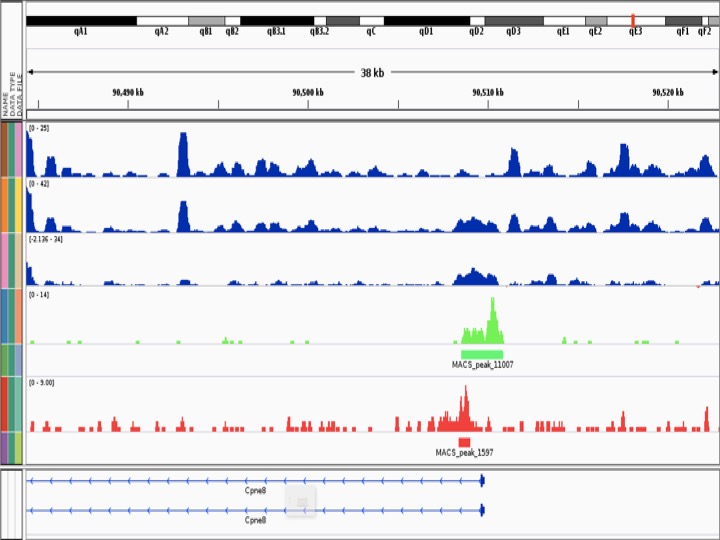 qA1 qA2 qB1 qB2 qB3.1 qB3.2 qC qD1 qD2 qD3 qE1 qE2 qE3 qF1 qF2
38 kb
NAME
DATA TYPE
DATA FILE
90,490 kb 90,500 kb 90,510 kb 90,520 kb
[0 - 25]
[0 - 42]
[-2.136 - 34]
[0 - 14]
MACS_peak_11007
[0 - 9.00]
MACS_peak_1597
Cpne8
Cpne8